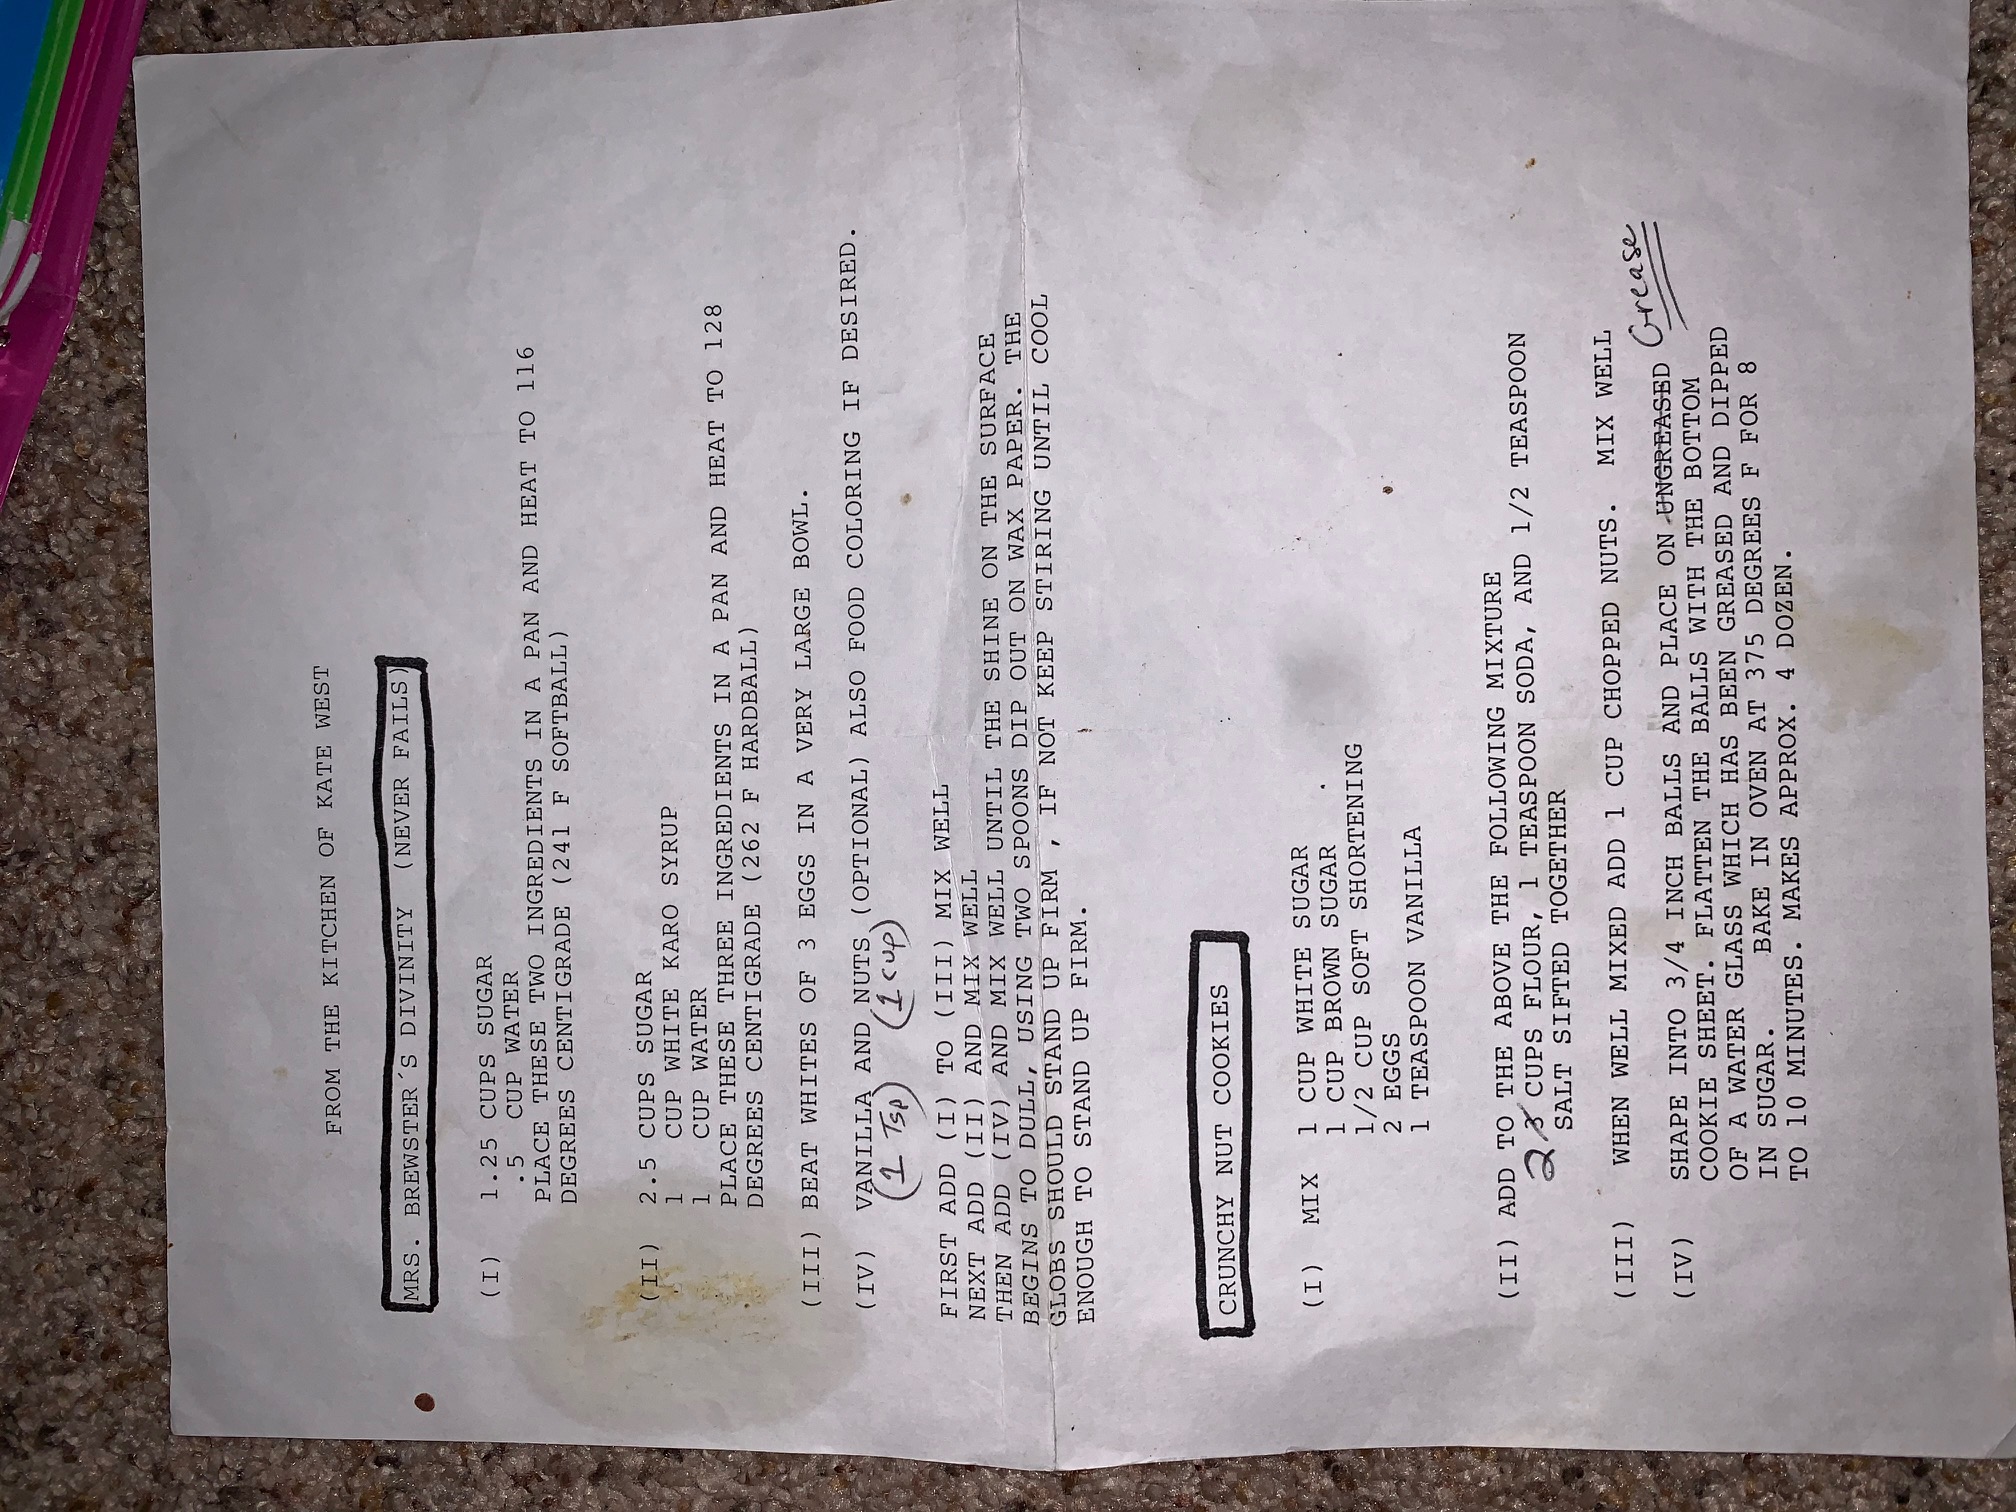 FROM THE KITCHEN OF KATE WEST
MRS. BREWSTER´S DIVINITY (NEVER FAILS)
(I) 1.25 CUPS SUGAR
.5 CUP WATER
PLACE THESE TWO INGREDIENTS IN A PAN AND HEAT TO 116
DEGREES CENTIGRADE (241 F SOFTBALL)
(II) 2.5 CUPS SUGAR
1 CUP WHITE KARO SYRUP
1 CUP WATER
PLACE THESE THREE INGREDIENTS IN A PAN AND HEAT TO 128
DEGREES CENTIGRADE (262 F HARDBALL)
(III) BEAT WHITES OF 3 EGGS IN A VERY LARGE BOWL.
(IV) VANILLA AND NUTS (OPTIONAL) ALSO FOOD COLORING IF DESIRED.
(1 Tsp) (1 cup)
FIRST ADD (I) TO (III) MIX WELL
NEXT ADD (II) AND MIX WELL
THEN ADD (IV) AND MIX WELL UNTIL THE SHINE ON THE SURFACE
BEGINS TO DULL, USING TWO SPOONS DIP OUT ON WAX PAPER. THE
GLOBS SHOULD STAND UP FIRM , IF NOT KEEP STIRING UNTIL COOL
ENOUGH TO STAND UP FIRM.
CRUNCHY NUT COOKIES
(I) MIX 1 CUP WHITE SUGAR
1 CUP BROWN SUGAR
1/2 CUP SOFT SHORTENING
2 EGGS
1 TEASPOON VANILLA
(II) ADD TO THE ABOVE THE FOLLOWING MIXTURE
2 3 CUPS FLOUR, 1 TEASPOON SODA, AND 1/2 TEASPOON
SALT SIFTED TOGETHER
(III) WHEN WELL MIXED ADD 1 CUP CHOPPED NUTS. MIX WELL
(IV) SHAPE INTO 3/4 INCH BALLS AND PLACE ON UNGREASED Grease
COOKIE SHEET. FLATTEN THE BALLS WITH THE BOTTOM
OF A WATER GLASS WHICH HAS BEEN GREASED AND DIPPED
IN SUGAR. BAKE IN OVEN AT 375 DEGREES F FOR 8
TO 10 MINUTES. MAKES APPROX. 4 DOZEN.